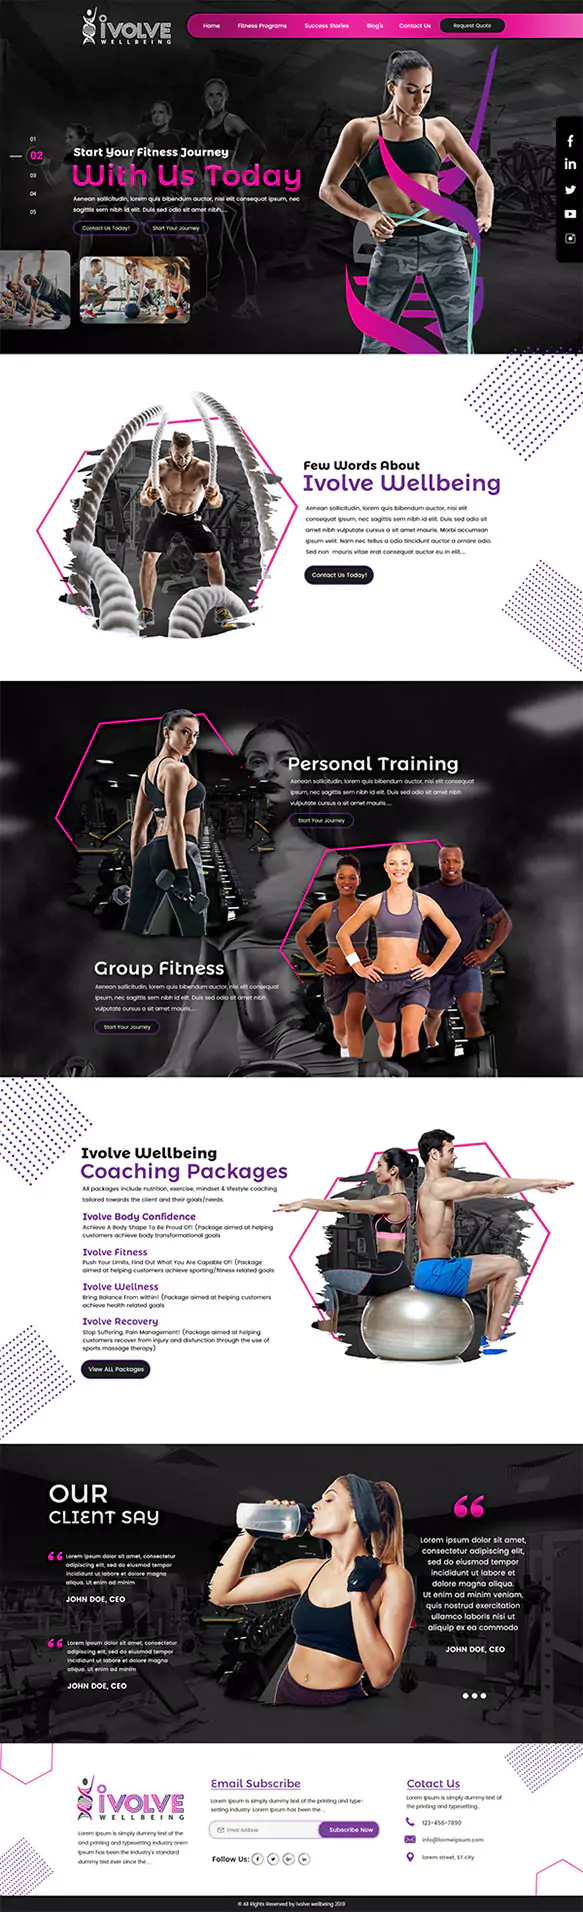 iVOLVE
WELLBEING
Home Fitness Programs Success Stories Blog's Contact Us Request Quote
01
02
03
04
05
Start Your Fitness Journey
With Us Today
Aenean sollicitudin, lorem quis bibendum auctor, nisi elit consequat ipsum, nec
sagittis sem nibh id elit. Duis sed odio sit amet nibh vulputate cursus....
Contact Us Today! Start Your Journey
Few Words About
Ivolve Wellbeing
Aenean sollicitudin, lorem quis bibendum auctor, nisi elit
consequat ipsum, nec sagittis sem nibh id elit. Duis sed odio sit
amet nibh vulputate cursus a sit amet mauris. Morbi accumsan
ipsum velit. Nam nec tellus a odio tincidunt auctor a ornare odio.
Sed non mauris vitae erat consequat auctor eu in elit....
Contact Us Today!
Personal Training
Aenean sollicitudin, lorem quis bibendum auctor, nisi elit consequat
ipsum, nec sagittis sem nibh id elit. Duis sed odio sit amet nibh
vulputate cursus a sit amet mauris....
Start Your Journey
Group Fitness
Aenean sollicitudin, lorem quis bibendum auctor, nisi elit consequat
ipsum, nec sagittis sem nibh id elit. Duis sed odio sit amet nibh
vulputate cursus a sit amet mauris....
Start Your Journey
Ivolve Wellbeing
Coaching Packages
All packages include nutrition, exercise, mindset & lifestyle coaching
tailored towards the client and their goals/needs.
Ivolve Body Confidence
Achieve A Body Shape To Be Proud Of! (Package aimed at helping
customers achieve body transformational goals
Ivolve Fitness
Push Your Limits, Find Out What You Are Capable Of! (Package
aimed at helping customers achieve sporting/fitness related goals
Ivolve Wellness
Bring Balance From within! (Package aimed at helping customers
achieve health related goals
Ivolve Recovery
Stop Suffering, Pain Management! (Package aimed at helping
customers recover from injury and disfunction through the use of
sports massage therapy)
View ALL Packages
OUR
CLIENT SAY
Lorem ipsum dolor sit amet, consectetur
adipiscing elit, sed do eiusmod tempor
incididunt ut labore et dolore magna
aliqua. Ut enim ad minim
JOHN DOE, CEO
Lorem ipsum dolor sit amet, consectetur
adipiscing elit, sed do eiusmod tempor
incididunt ut labore et dolore magna
aliqua. Ut enim ad minim
JOHN DOE, CEO
Lorem ipsum dolor sit amet,
consectetur adipiscing elit, sed
do eiusmod tempor
incididunt ut labore et
dolore magna aliqua.
Ut enim ad minim veniam,
quis nostrud exercitation
ullamco laboris nisi ut
aliquip ex ea commodo
JOHN DOE, CEO
iVOLVE
WELLBEING
Lorem Ipsum is simply dummy text of the
and printing and typesetting industry orem
Ipsum has been the industry's standard
dummy text ever since the ...
Email Subscribe
Lorem Ipsum is simply dummy text of the printing and type-
setting industry Lorem Ipsum has been the ...
Email Address Subscribe Now
Follow Us:
Cotact Us
Lorem Ipsum is simply dummy text of
the printing and typesetting..
123-456-7890
info@lormeipsum.com
lorem street, ST city
© All Rights Reserved by Ivolve wellbeing 2019